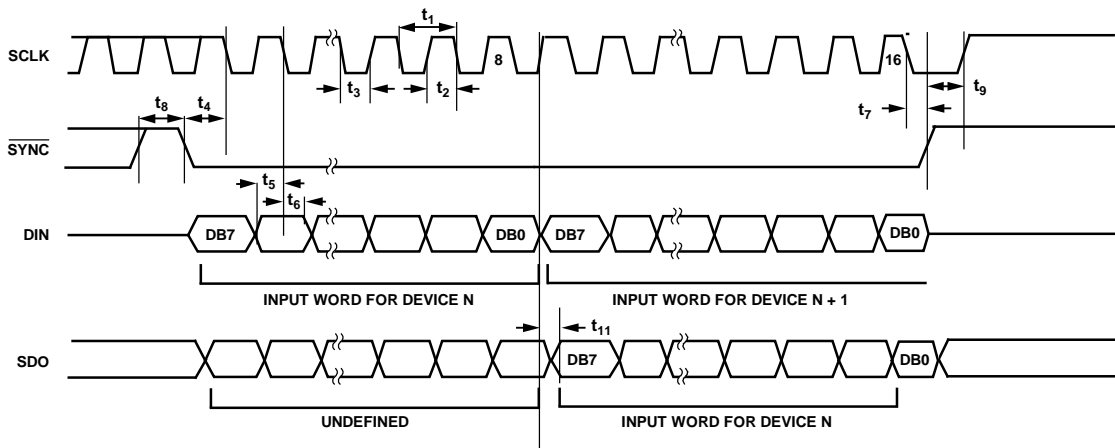 t1
SCLK
8
16
t3
t2
t9
t8
t4
t7
SYNC
t5
t6
DIN
DB7
DB0
DB7
DB0
INPUT WORD FOR DEVICE N
INPUT WORD FOR DEVICE N + 1
t11
SDO
DB7
DB0
UNDEFINED
INPUT WORD FOR DEVICE N